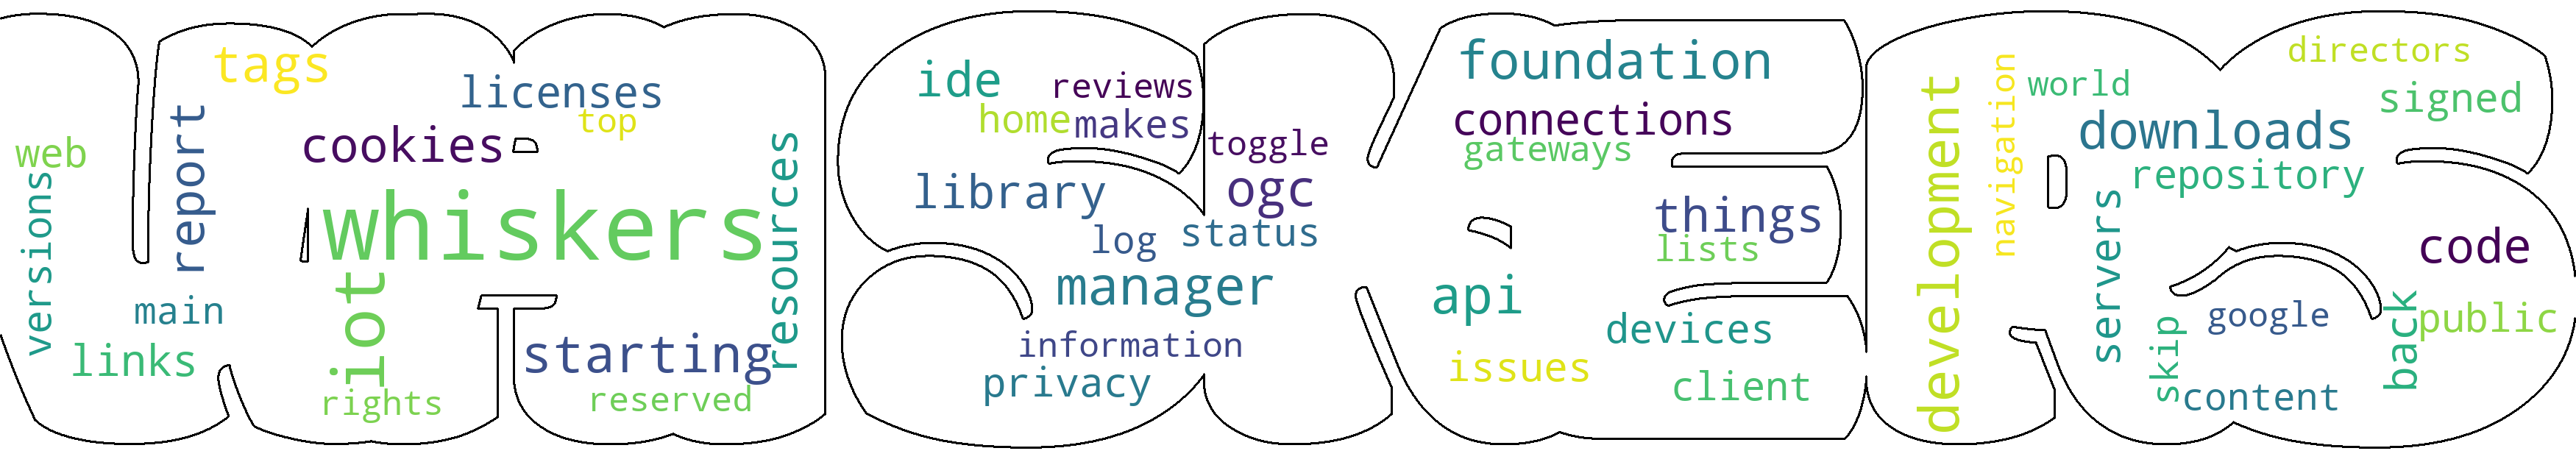 web
versions
main
links
report
tags
cookies
licenses
top
whiskers
iot
rights
starting
reserved
resources
ide
reviews
home
makes
library
toggle
ogc
log
status
manager
information
privacy
foundation
connections
gateways
things
lists
api
devices
issues
client
development
navigation
world
directors
signed
downloads
repository
servers
code
google
public
skip
back
content